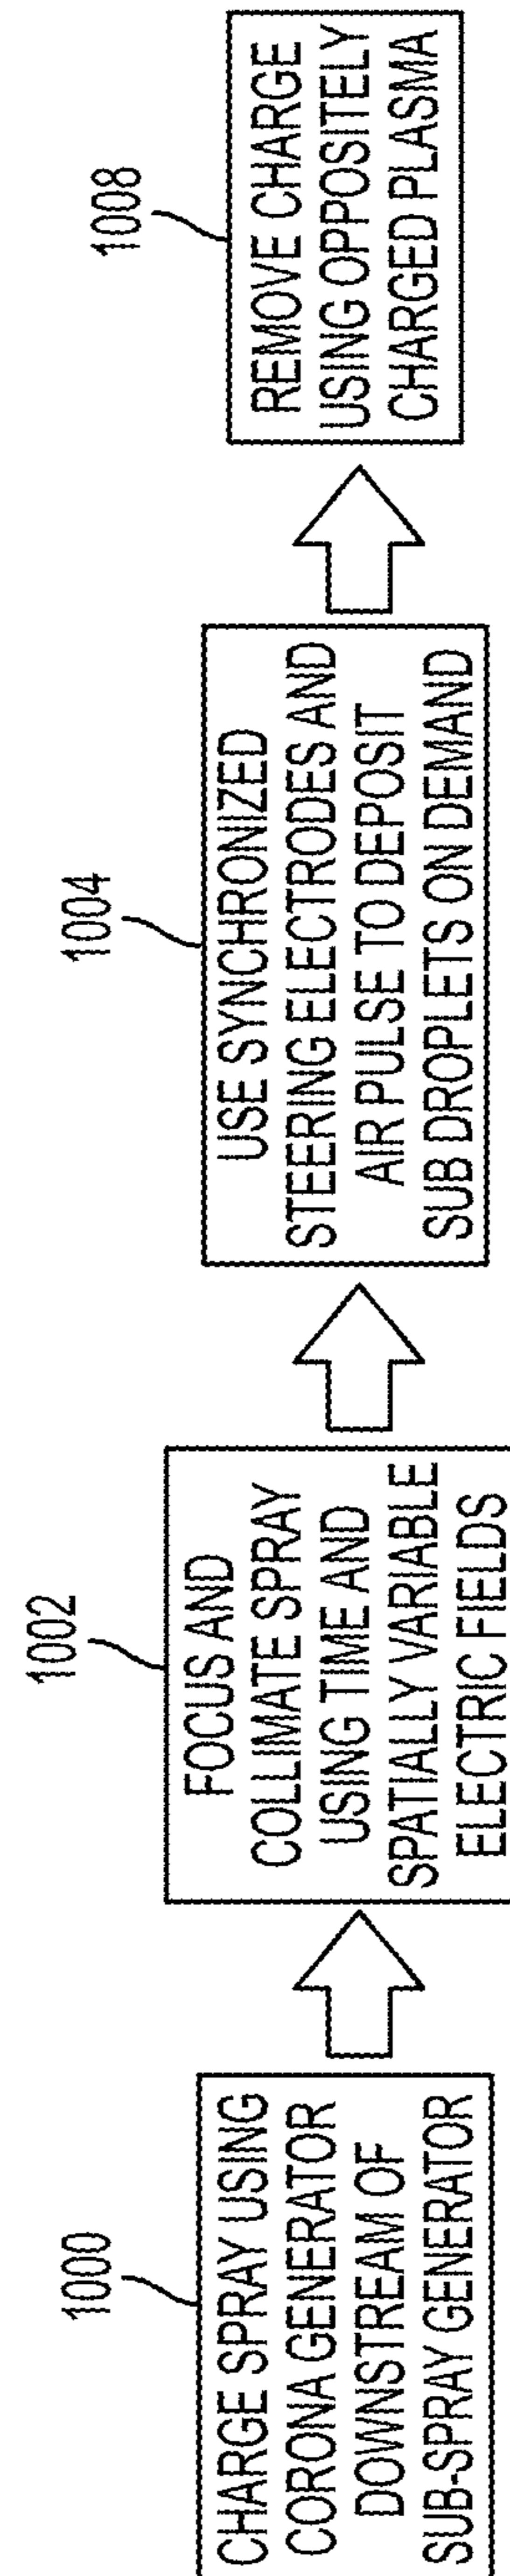 1000
CHARGE SPRAY USING
CORONA GENERATOR
DOWNSTREAM OF
SUB-SPRAY GENERATOR
1002
FOCUS AND
COLLIMATE SPRAY
USING TIME AND
SPATIALLY VARIABLE
ELECTRIC FIELDS
1004
USE SYNCHRONIZED
STEERING ELECTRODES AND
AIR PULSE TO DEPOSIT
SUB DROPLETS ON DEMAND
1008
REMOVE CHARGE
USING OPPOSITELY
CHARGED PLASMA